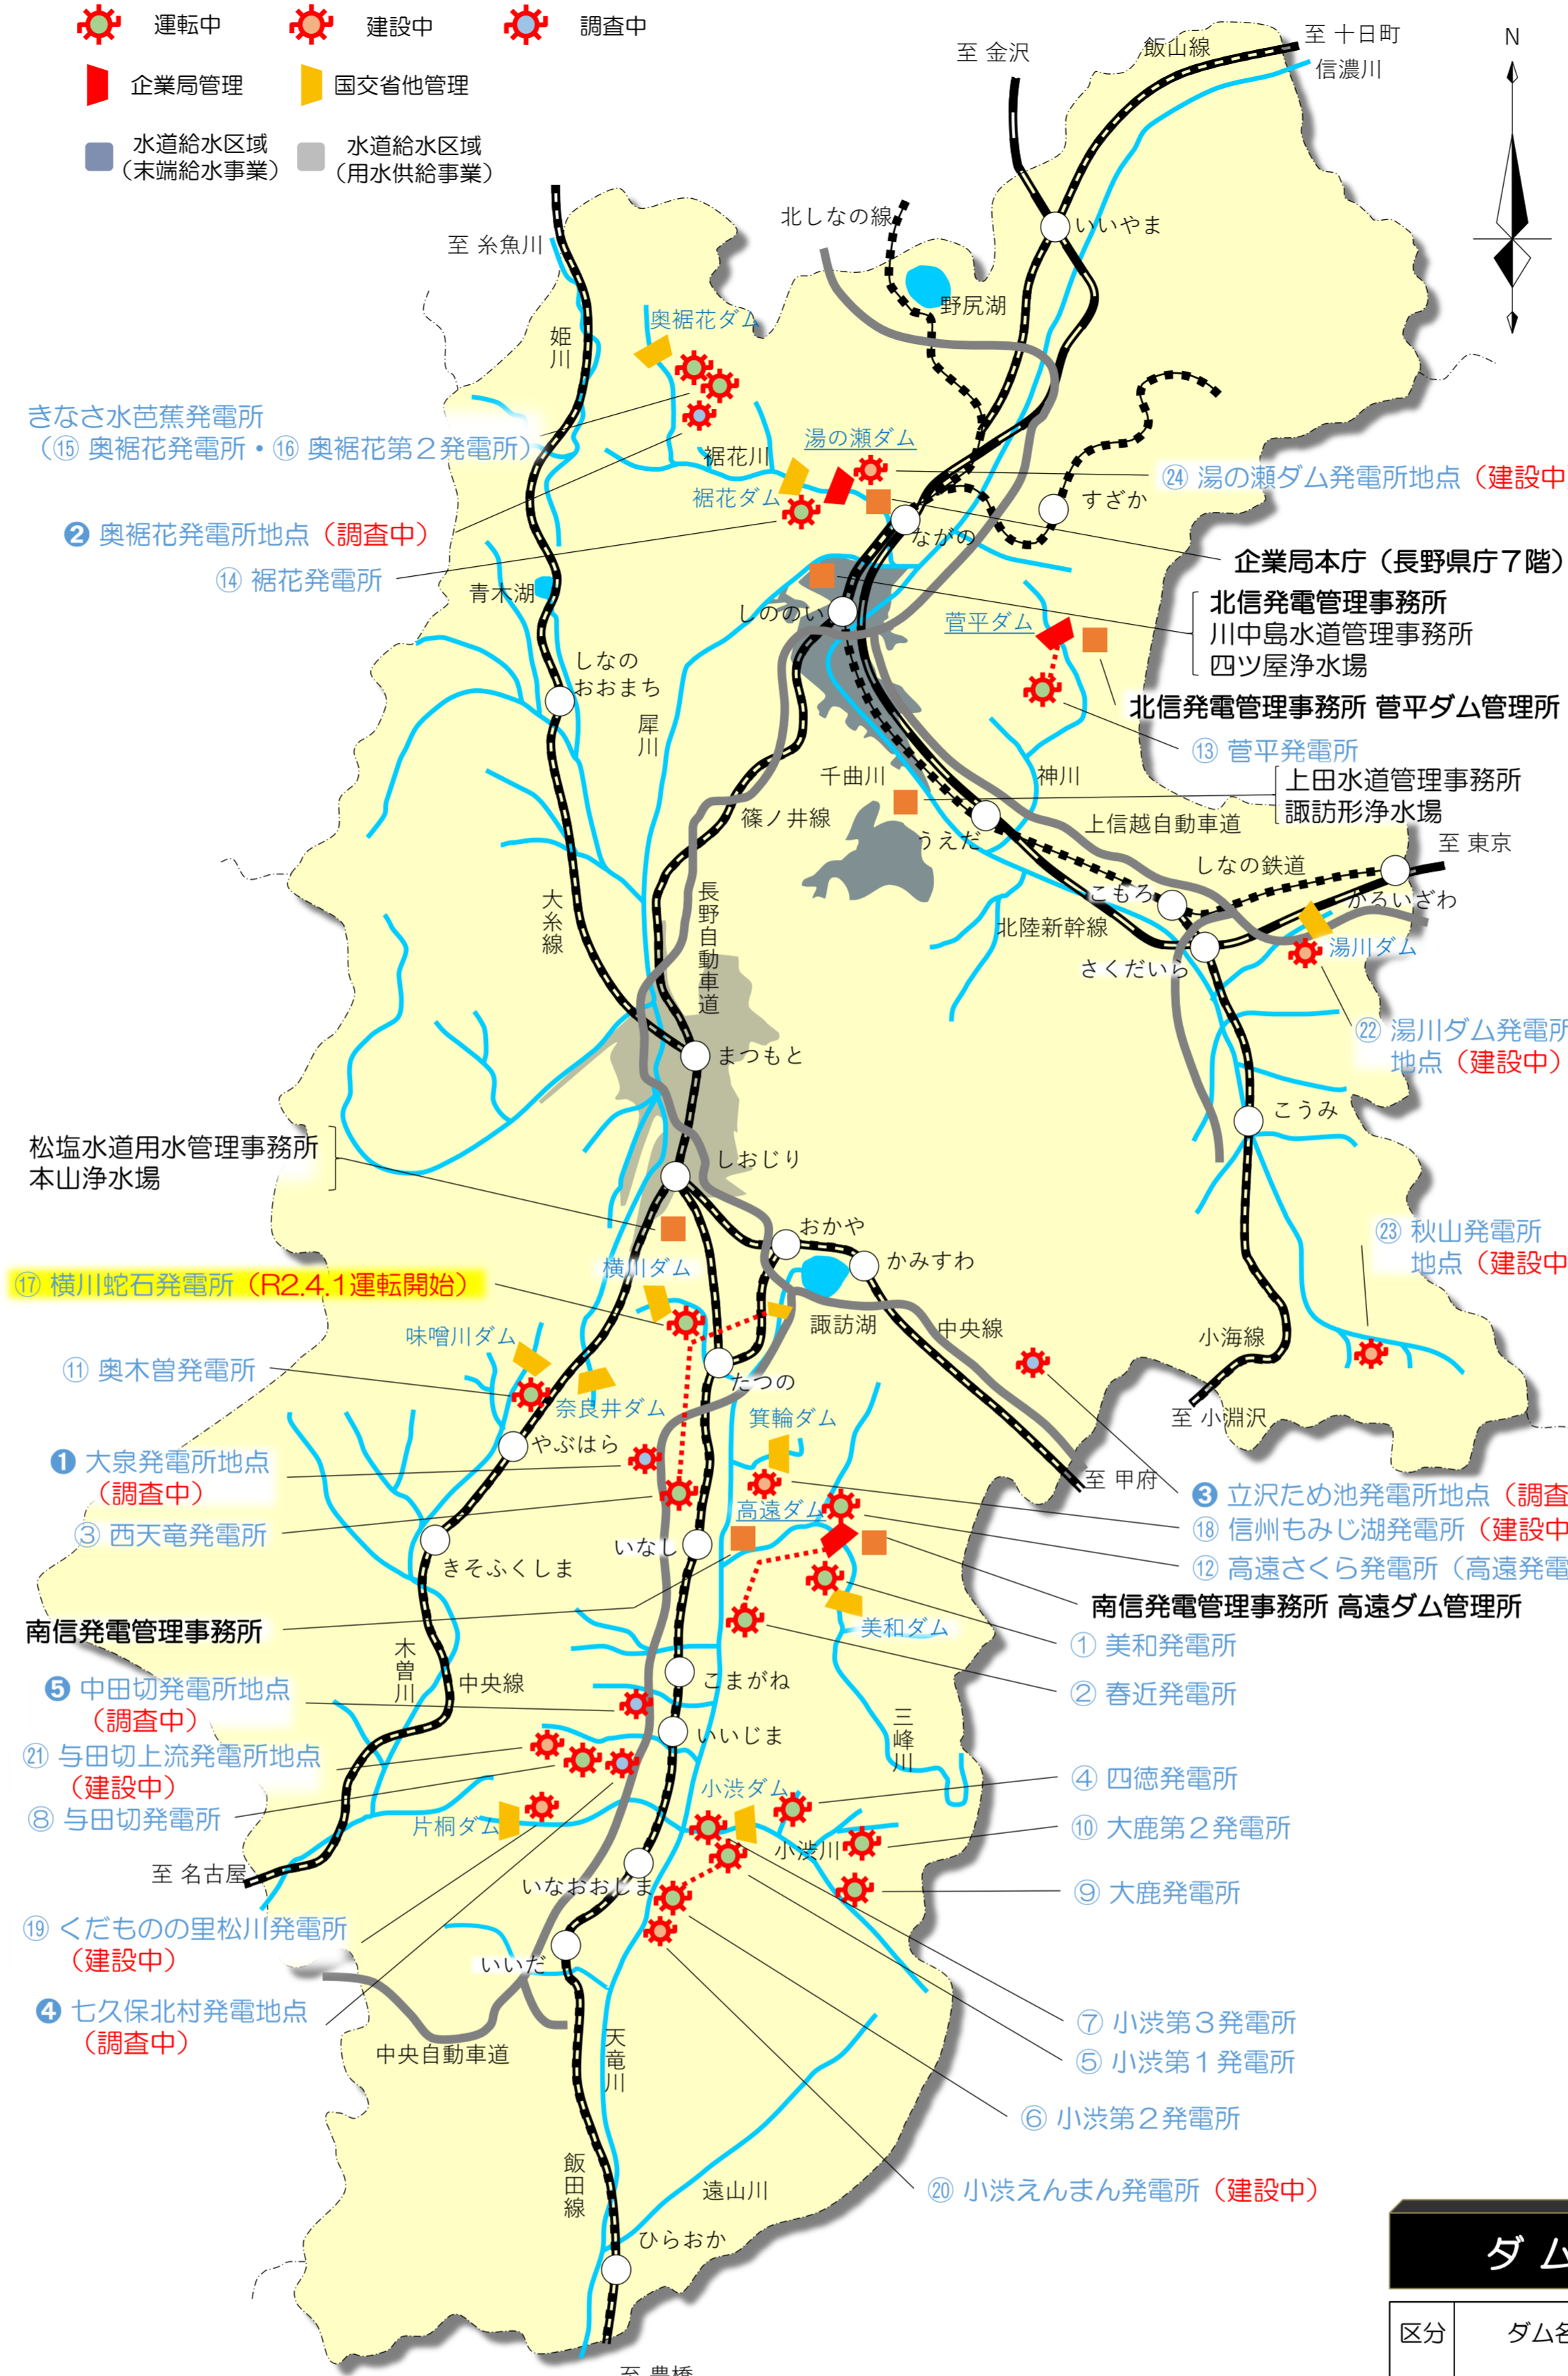 運転中
建設中
調査中
企業局管理
国交省他管理
水道給水区域
（末端給水事業）
水道給水区域
（用水供給事業）
N
至 金沢
飯山線
至 十日町
信濃川
北しなの線
いいやま
至 糸魚川
野尻湖
姫川
奥裾花ダム
きなさ水芭蕉発電所
（⑮ 奥裾花発電所・⑯ 奥裾花第２発電所）
裾花川
湯の瀬ダム
㉔ 湯の瀬ダム発電所地点（建設中
裾花ダム
すざか
❷ 奥裾花発電所地点（調査中）
ながの
企業局本庁（長野県庁７階）
⑭ 裾花発電所
青木湖
しののい
菅平ダム
北信発電管理事務所
川中島水道管理事務所
四ツ屋浄水場
しなの
おおまち
犀川
北信発電管理事務所 菅平ダム管理所
⑬ 菅平発電所
千曲川
神川
上田水道管理事務所
諏訪形浄水場
篠ノ井線
うえだ
上信越自動車道
至 東京
しなの鉄道
大糸線
長野自動車道
こもろ
かるいざわ
北陸新幹線
さくだいら
湯川ダム
㉒ 湯川ダム発電所
地点（建設中）
まつもと
こうみ
松塩水道用水管理事務所
本山浄水場
しおじり
おかや
かみすわ
㉓ 秋山発電所
地点（建設中
横川ダム
⑰ 横川蛇石発電所（R2.4.1運転開始）
諏訪湖
中央線
小海線
味噌川ダム
⑪ 奥木曽発電所
たつの
奈良井ダム
箕輪ダム
至 小淵沢
やぶはら
❶ 大泉発電所地点
（調査中）
至 甲府
❸ 立沢ため池発電所地点（調査
③ 西天竜発電所
高遠ダム
⑱ 信州もみじ湖発電所（建設中
いなし
きそふくしま
⑫ 高遠さくら発電所（高遠発電
南信発電管理事務所 高遠ダム管理所
南信発電管理事務所
美和ダム
① 美和発電所
木曽川
中央線
こまがね
❺ 中田切発電所地点
（調査中）
② 春近発電所
いいじま
三峰川
㉑ 与田切上流発電所地点
（建設中）
小渋ダム
④ 四徳発電所
⑧ 与田切発電所
片桐ダム
小渋川
⑩ 大鹿第２発電所
至 名古屋
いなおおじま
⑨ 大鹿発電所
⑲ くだものの里松川発電所
（建設中）
いいだ
❹ 七久保北村発電地点
（調査中）
⑦ 小渋第３発電所
中央自動車道
天竜川
⑤ 小渋第１発電所
⑥ 小渋第２発電所
飯田線
遠山川
⑳ 小渋えんまん発電所（建設中）
ひらおか
ダム
区分
ダム名
至 豊橋